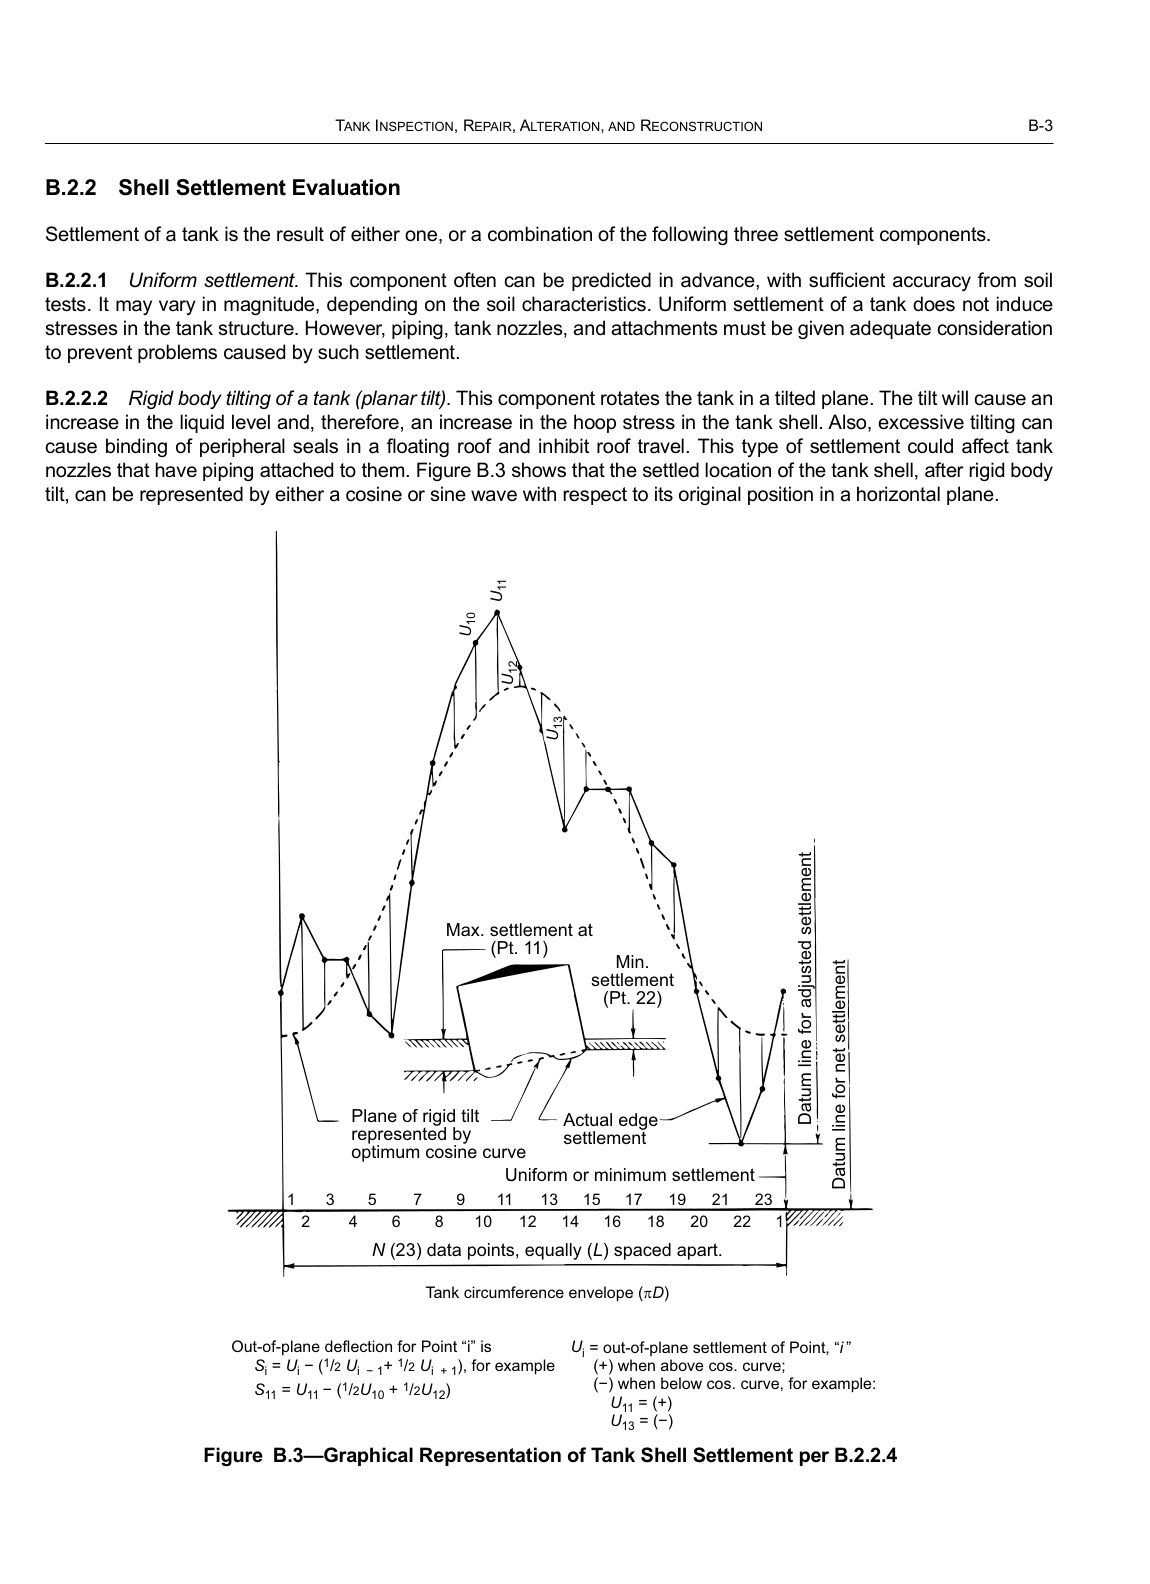 TANK INSPECTION, REPAIR, ALTERATION, AND RECONSTRUCTION B-3
B.2.2 Shell Settlement Evaluation
Settlement of a tank is the result of either one, or a combination of the following three settlement components.
B.2.2.1 Uniform settlement. This component often can be predicted in advance, with sufficient accuracy from soil
tests. It may vary in magnitude, depending on the soil characteristics. Uniform settlement of a tank does not induce
stresses in the tank structure. However, piping, tank nozzles, and attachments must be given adequate consideration
to prevent problems caused by such settlement.
B.2.2.2 Rigid body tilting of a tank (planar tilt). This component rotates the tank in a tilted plane. The tilt will cause an
increase in the liquid level and, therefore, an increase in the hoop stress in the tank shell. Also, excessive tilting can
cause binding of peripheral seals in a floating roof and inhibit roof travel. This type of settlement could affect tank
nozzles that have piping attached to them. Figure B.3 shows that the settled location of the tank shell, after rigid body
tilt, can be represented by either a cosine or sine wave with respect to its original position in a horizontal plane.
U11
U10
U12
U13
Max. settlement at
(Pt. 11)
Min.
settlement
(Pt. 22)
Datum line for adjusted settlement
Datum line for net settlement
Plane of rigid tilt
represented by
optimum cosine curve
Actual edge
settlement
Uniform or minimum settlement
1 3 5 7 9 11 13 15 17 19 21 23
2 4 6 8 10 12 14 16 18 20 22 1
N (23) data points, equally (L) spaced apart.
Tank circumference envelope (πD)
Out-of-plane deflection for Point “i” is
Si = Ui − (1/2 Ui − 1+ 1/2 Ui + 1), for example
S11 = U11 − (1/2U10 + 1/2U12)
Ui = out-of-plane settlement of Point, “i”
(+) when above cos. curve;
(−) when below cos. curve, for example:
U11 = (+)
U13 = (−)
Figure B.3—Graphical Representation of Tank Shell Settlement per B.2.2.4